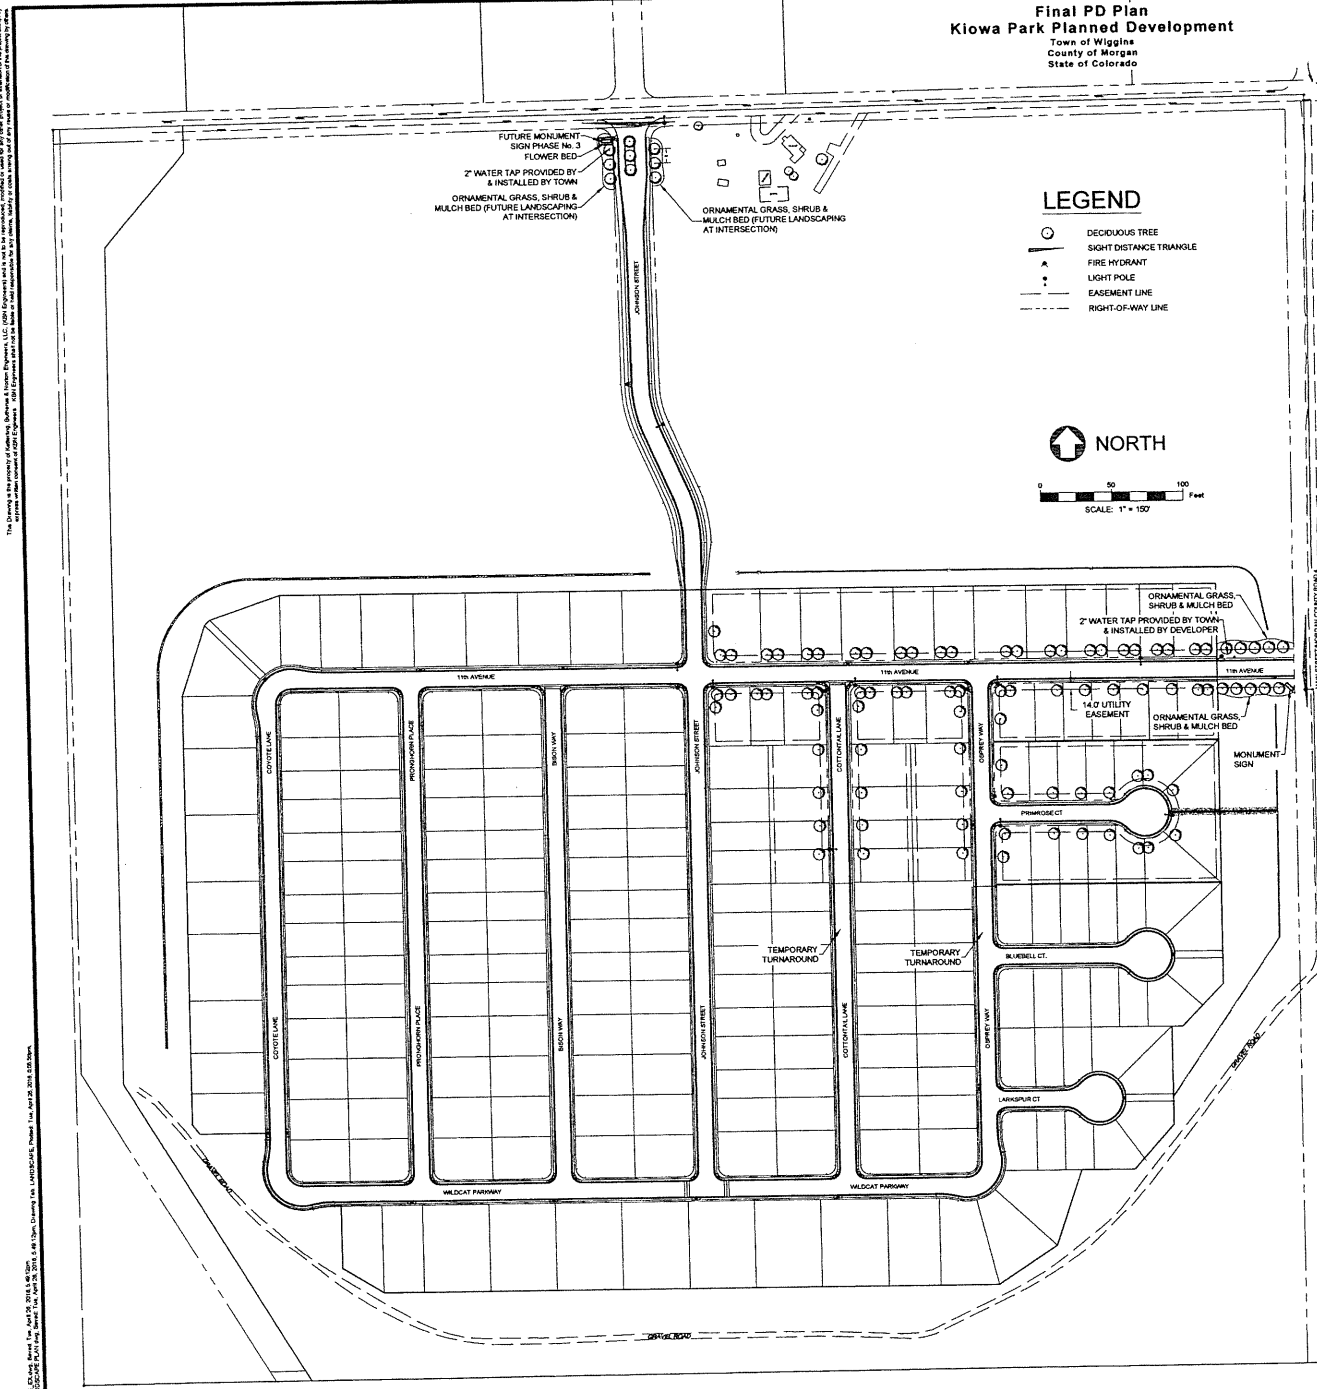 Final PD Plan
Kiowa Park Planned Development
Town of Wiggins
County of Morgan
State of Colorado
FUTURE MONUMENT
SIGN PHASE No. 3
FLOWER BED
2" WATER TAP PROVIDED BY
& INSTALLED BY TOWN
ORNAMENTAL GRASS, SHRUB &
MULCH BED (FUTURE LANDSCAPING
AT INTERSECTION)
ORNAMENTAL GRASS, SHRUB &
MULCH BED (FUTURE LANDSCAPING
AT INTERSECTION)
LEGEND
DECIDUOUS TREE
SIGHT DISTANCE TRIANGLE
FIRE HYDRANT
LIGHT POLE
EASEMENT LINE
RIGHT-OF-WAY LINE
JOHNSON STREET
NORTH
0 50 100
Feet
SCALE: 1" = 150'
ORNAMENTAL GRASS,
SHRUB & MULCH BED
2" WATER TAP PROVIDED BY TOWN
& INSTALLED BY DEVELOPER
11th AVENUE
11th AVENUE
11th AVENUE
14.0' UTILITY
EASEMENT
ORNAMENTAL GRASS,
SHRUB & MULCH BED
MONUMENT
SIGN
COYOTE LANE
PRONGHORN PLACE
BISON WAY
JOHNSON STREET
COTTONTAIL LANE
OSPREY WAY
PRIMROSE CT
TEMPORARY
TURNAROUND
TEMPORARY
TURNAROUND
BLUEBELL CT.
COYOTE LANE
PRONGHORN PLACE
BISON WAY
JOHNSON STREET
COTTONTAIL LANE
OSPREY WAY
GRAVEL ROAD
LARKSPUR CT
GRAVEL ROAD
WILDCAT PARKWAY
WILDCAT PARKWAY
GRAVEL ROAD